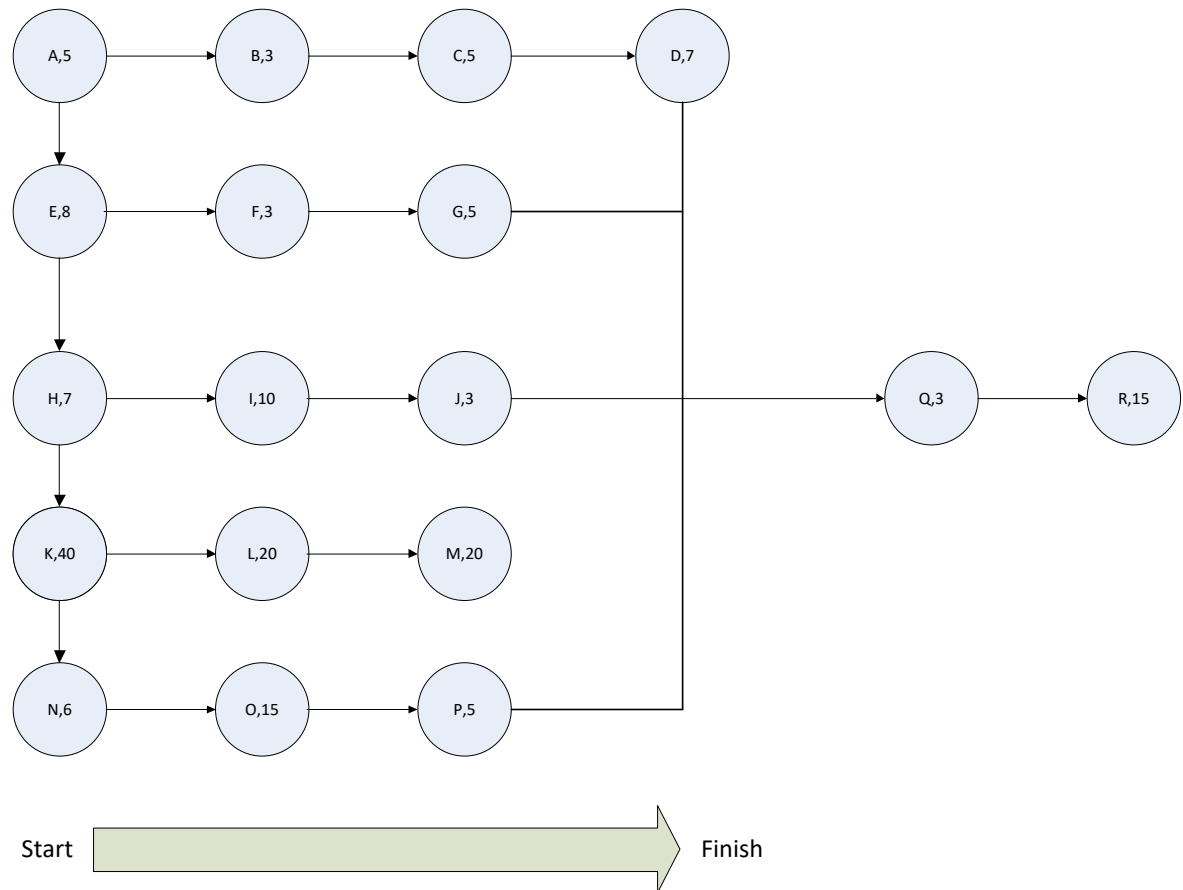 A,5
B,3
C,5
D,7
E,8
F,3
G,5
H,7
I,10
J,3
Q,3
R,15
K,40
L,20
M,20
N,6
O,15
P,5
Start
Finish